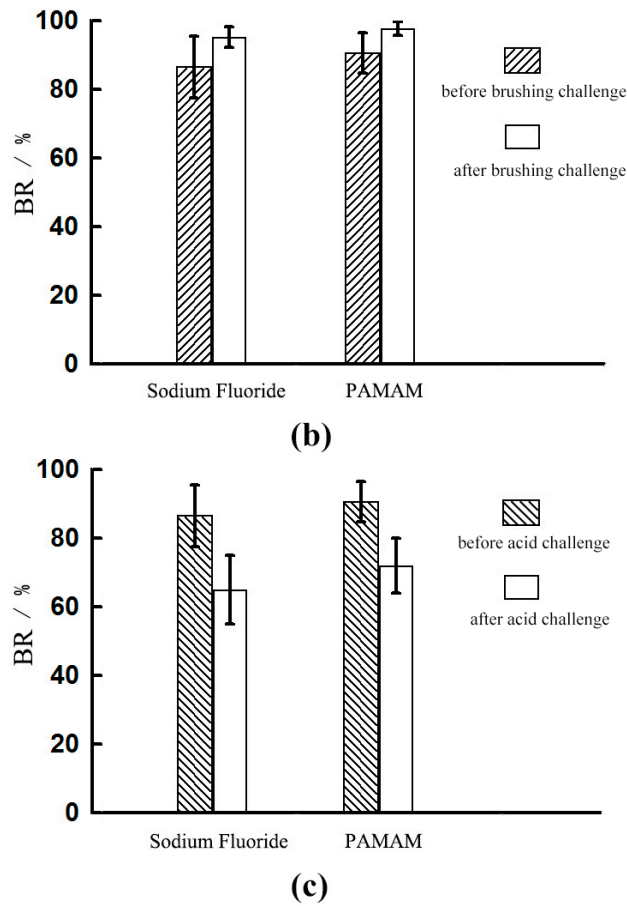 100
80
60
40
20
0
BR / %
before brushing challenge
after brushing challenge
Sodium Fluoride PAMAM
(b)
100
80
60
40
20
0
BR / %
before acid challenge
after acid challenge
Sodium Fluoride PAMAM
(c)